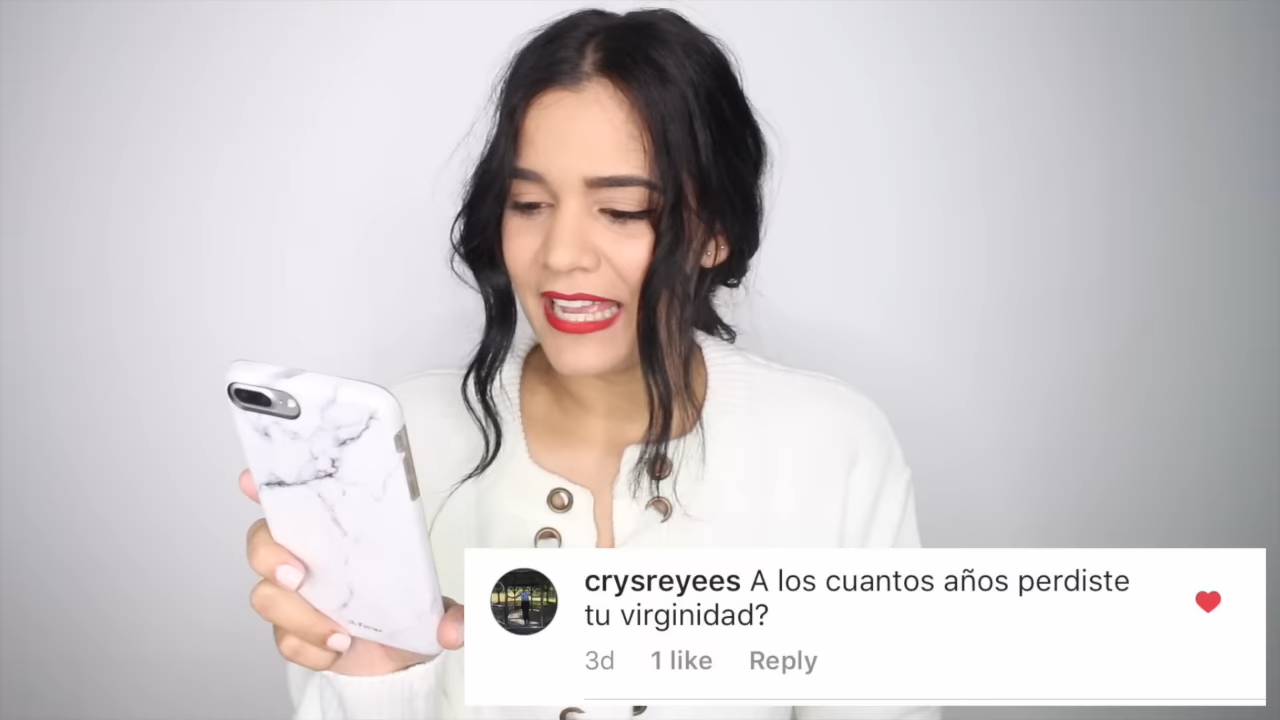 crysreyees A los cuantos años perdiste
tu virginidad?
3d 1 like Reply